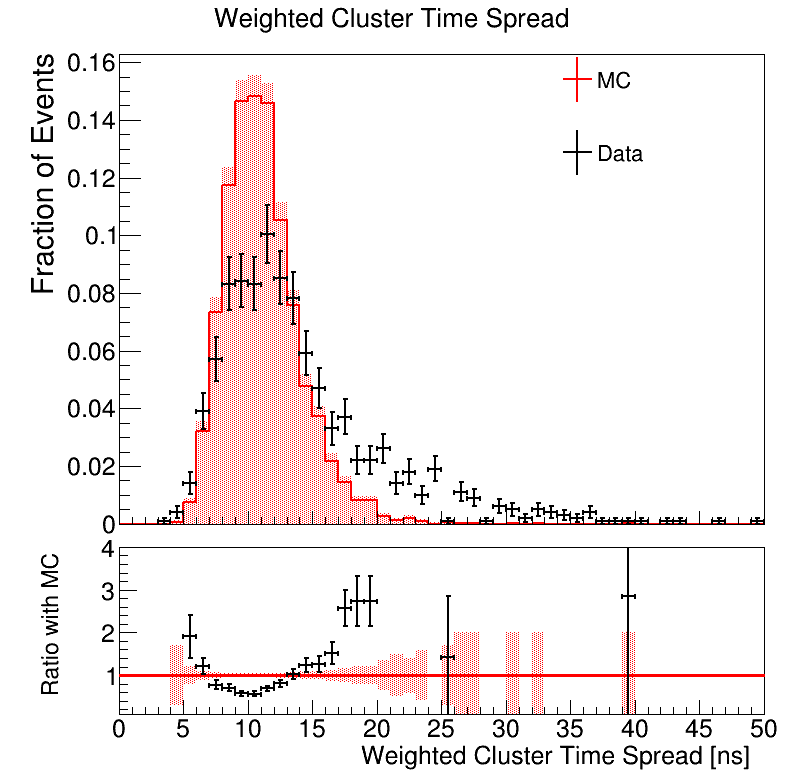 Weighted Cluster Time Spread
Fraction of Events
0.16
0.14
0.12
0.1
0.08
0.06
0.04
0.02
0
MC
Data
Ratio with MC
4
3
2
1
0 5 10 15 20 25 30 35 40 45 50
Weighted Cluster Time Spread [ns]